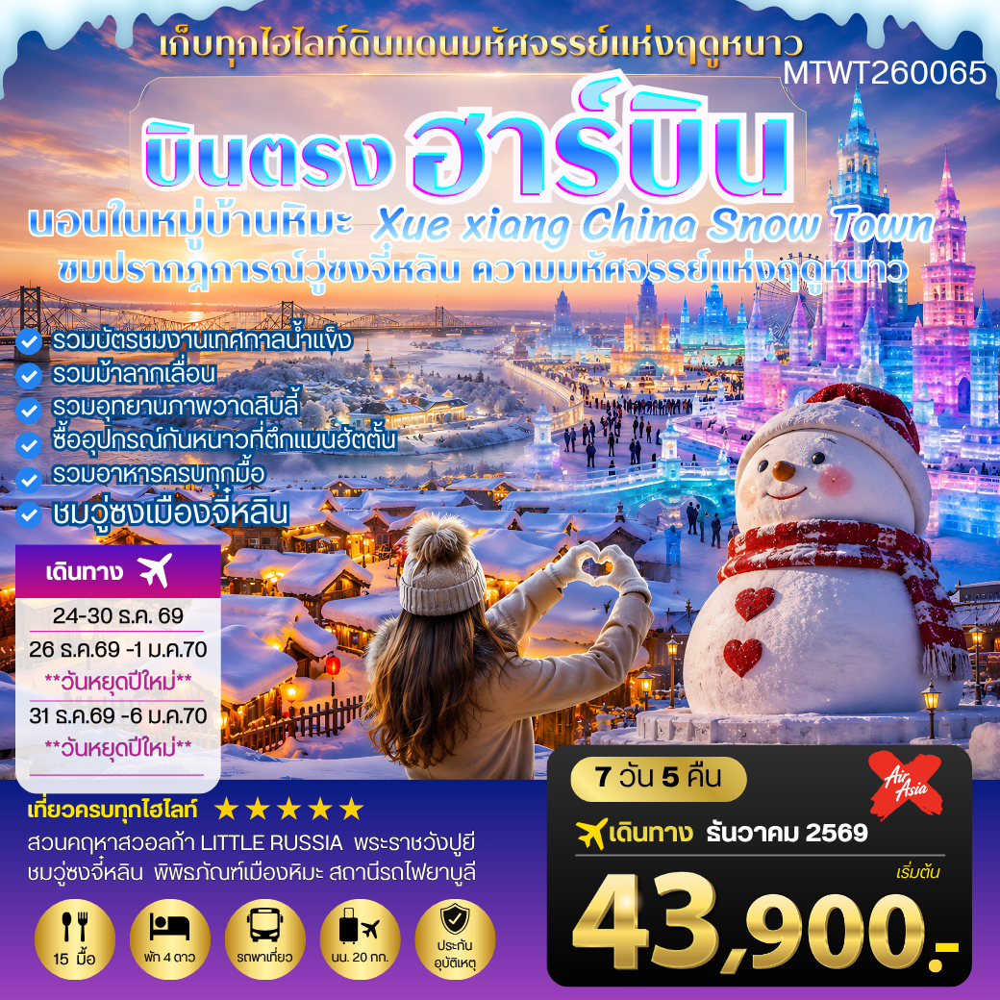 เก็บทุกไฮไลท์ดินแดนมหัศจรรย์แห่งฤดูหนาว
MTWT260065
บินตรง ฮาร์บิน
นอนในหมู่บ้านหิมะ Xue xiang China Snow Town
ชมปรากฎการณ์วู่ซงจี๋หลิน ความมหัศจรรย์แห่งฤดูหนาว
รวมบัตรชมงานเทศีกาลน้ำแข็ง
รวมม้าลากเลื่อน
รวมอุทยานภาพวาดสิบลี้
ซื้ออุปกรณ์กันหนาวที่ตึกแมนฮัตตั้น
รวมอาหารครบทุกมื้อ
ชมวู่ซงเมืองจี๋หลิน
เดินทาง
24-30 ธ.ค. 69
26 ธ.ค.69 -1 ม.ค.70
**วันหยุดปีใหม่**
31 ธ.ค.69 -6 ม.ค.70
**วันหยุดปีใหม่**
เที่ยวครบทุกไฮไลท์
สวนคฤหาสวอลก้า LITTLE RUSSIA พระราชวังปูยี
ชมวู่ซงจี๋หลิน พิพิธภัณฑ์เมืองหิมะ สถานีรถไฟยาบูลี
15 มื้อ
พัก 4 ดาว
รถพาเที่ยว
นน. 20 กก.
ประกัน
อุบัติเหตุ
7 วัน 5 คืน
Air
Asia
เดินทาง ธันวาคม 2569
เริ่มต้น
43,900.-